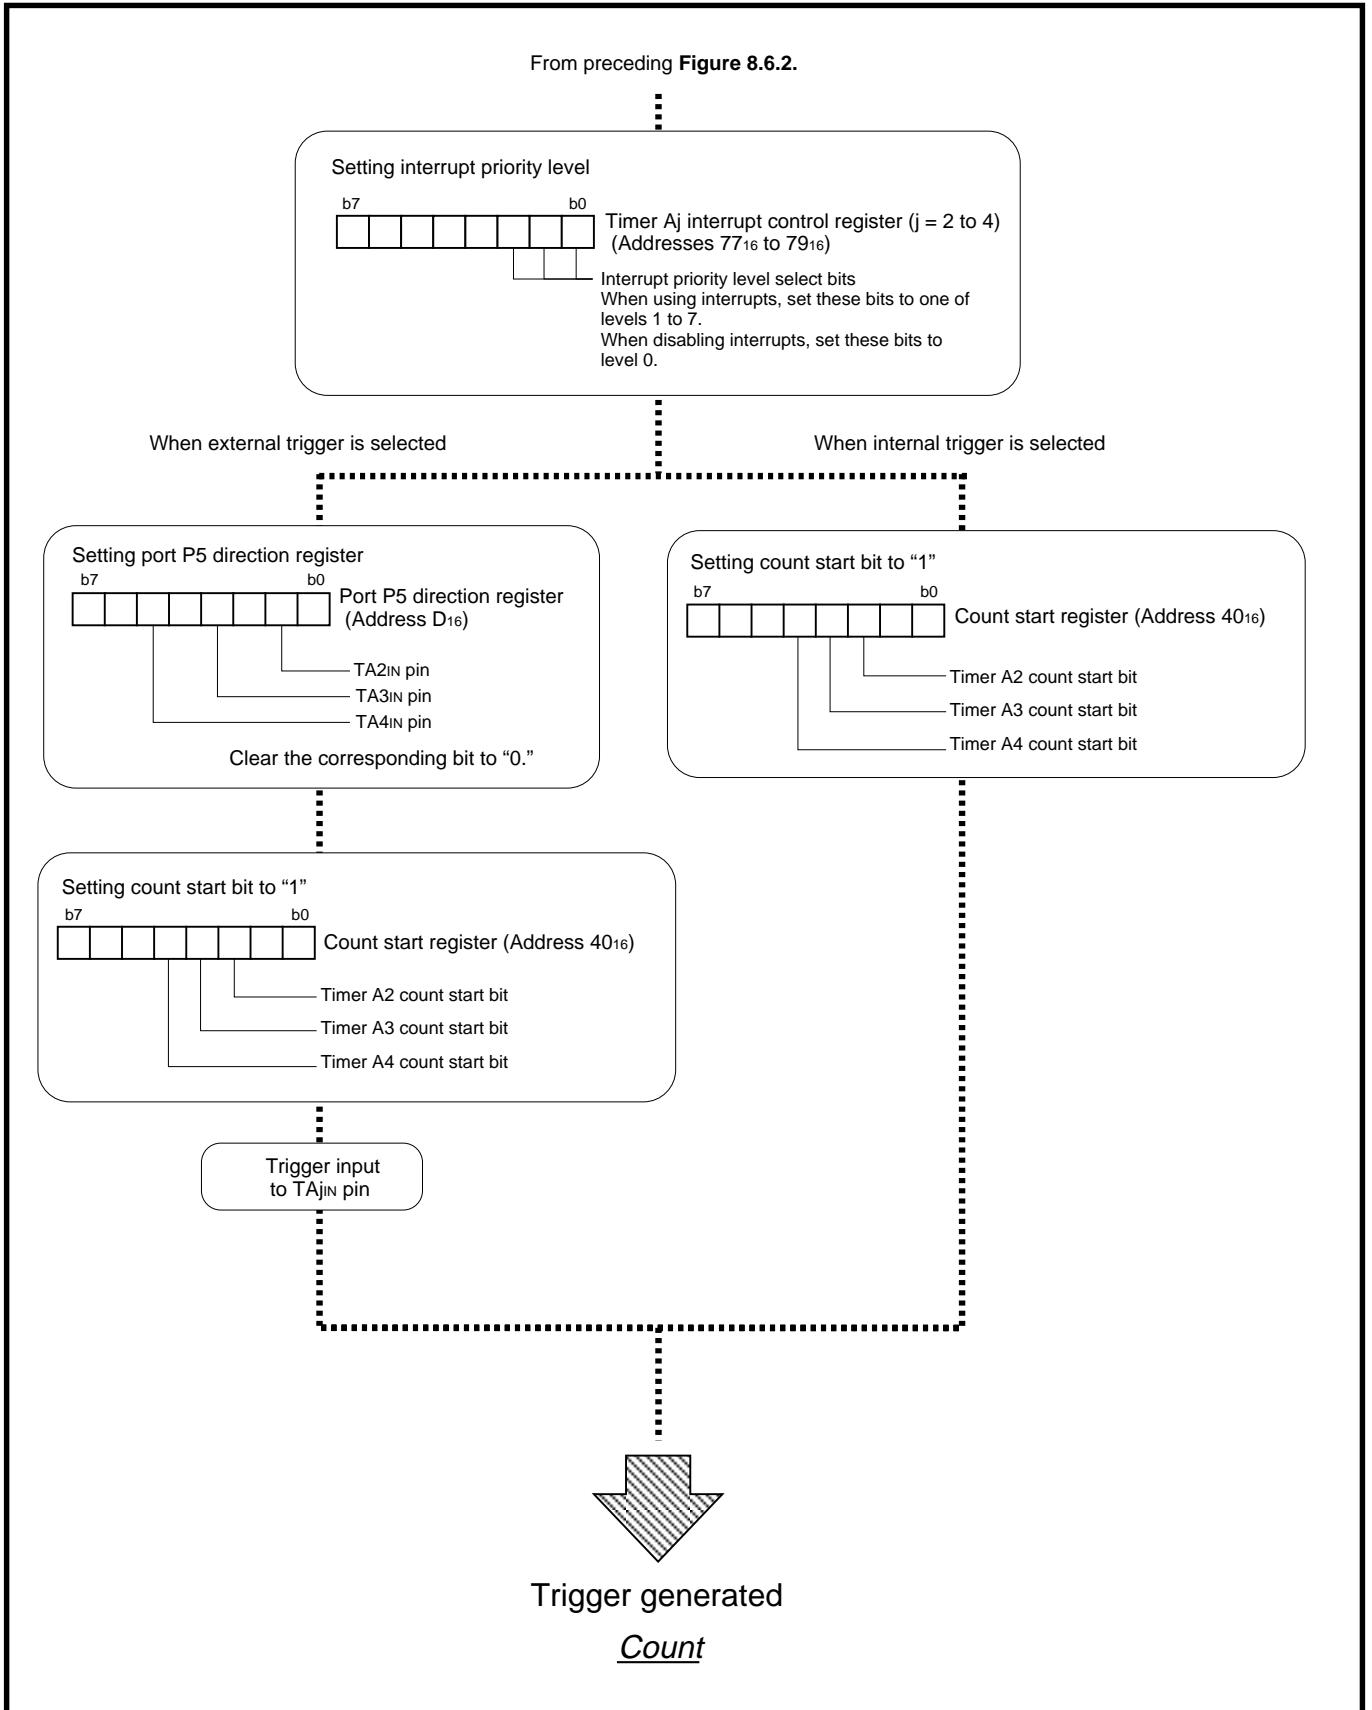 From preceding Figure 8.6.2.
Setting interrupt priority level
b7 b0
Timer Aj interrupt control register (j = 2 to 4)
(Addresses 77₁₆ to 79₁₆)
Interrupt priority level select bits
When using interrupts, set these bits to one of
levels 1 to 7.
When disabling interrupts, set these bits to
level 0.
When external trigger is selected
When internal trigger is selected
Setting port P5 direction register
b7 b0
Port P5 direction register
(Address D₁₆)
TA2IN pin
TA3IN pin
TA4IN pin
Clear the corresponding bit to “0.”
Setting count start bit to “1”
b7 b0
Count start register (Address 40₁₆)
Timer A2 count start bit
Timer A3 count start bit
Timer A4 count start bit
Setting count start bit to “1”
b7 b0
Count start register (Address 40₁₆)
Timer A2 count start bit
Timer A3 count start bit
Timer A4 count start bit
Trigger input
to TAjIN pin
Trigger generated
Count